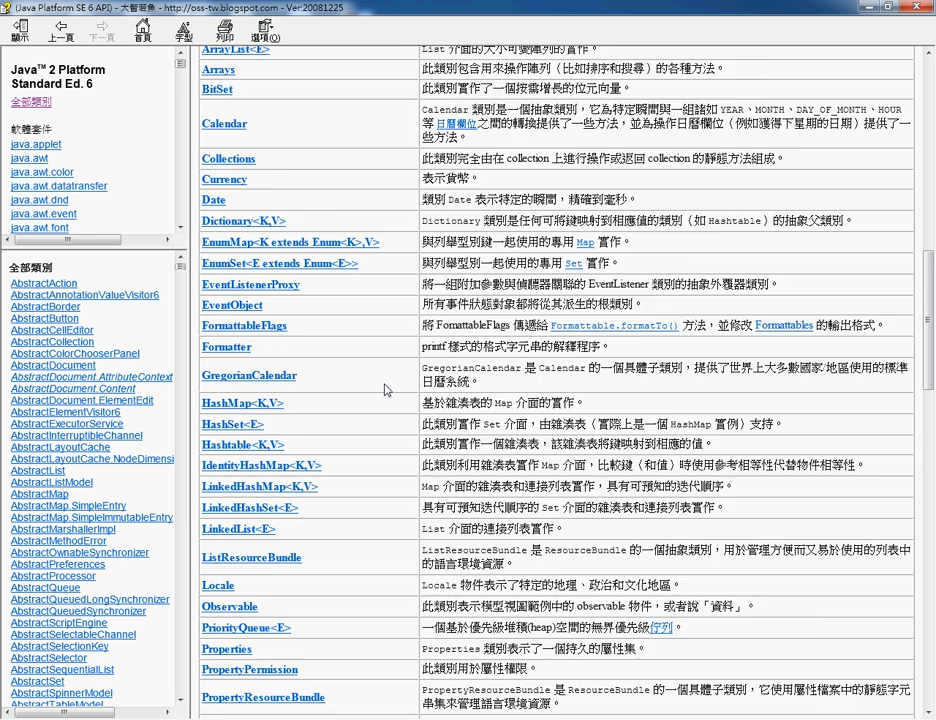 (Java Platform SE 6 API) - 大智若魚 - http://oss-tw.blogspot.com - Ver:20081225
顯示 上一頁 下一頁 首頁 字型 列印 選項(O)
Java™ 2 Platform
Standard Ed. 6
全部類別
軟體套件
java.applet
java.awt
java.awt.color
java.awt.datatransfer
java.awt.dnd
java.awt.event
java.awt.font
全部類別
AbstractAction
AbstractAnnotationValueVisitor6
AbstractBorder
AbstractButton
AbstractCellEditor
AbstractCollection
AbstractColorChooserPanel
AbstractDocument
AbstractDocument.AttributeContext
AbstractDocument.Content
AbstractDocument.ElementEdit
AbstractElementVisitor6
AbstractExecutorService
AbstractInterruptibleChannel
AbstractLayoutCache
AbstractLayoutCache.NodeDimensi
AbstractList
AbstractListModel
AbstractMap
AbstractMap.SimpleEntry
AbstractMap.SimpleImmutableEntry
AbstractMarshallerImpl
AbstractMethodError
AbstractOwnableSynchronizer
AbstractPreferences
AbstractProcessor
AbstractQueue
AbstractQueuedLongSynchronizer
AbstractQueuedSynchronizer
AbstractScriptEngine
AbstractSelectableChannel
AbstractSelectionKey
AbstractSelector
AbstractSequentialList
AbstractSet
AbstractSpinnerModel
AbstractTableModel
ArrayList<E> List 介面的大小可變陣列的實作。
Arrays 此類別包含用來操作陣列（比如排序和搜尋）的各種方法。
BitSet 此類別實作了一個按需增長的位元向量。
Calendar Calendar 類別是一個抽象類別，它為特定瞬間與一組諸如 YEAR、MONTH、DAY_OF_MONTH、HOUR
等 日曆欄位之間的轉換提供了一些方法，並為操作日曆欄位（例如獲得下星期的日期）提供了一
些方法。
Collections 此類別完全由在 collection 上進行操作或返回 collection 的靜態方法組成。
Currency 表示貨幣。
Date 類別 Date 表示特定的瞬間，精確到毫秒。
Dictionary<K,V> Dictionary 類別是任何可將鍵映射到相應值的類別（如 Hashtable）的抽象父類別。
EnumMap<K extends Enum<K>,V> 與列舉型別鍵一起使用的專用 Map 實作。
EnumSet<E extends Enum<E>> 與列舉型別一起使用的專用 Set 實作。
EventListenerProxy 將一組附加參數與偵聽器關聯的 EventListener 類別的抽象外覆器類別。
EventObject 所有事件狀態對象都將從其派生的根類別。
FormattableFlags 將 FomattableFlags 傳遞給 Formattable.formatTo() 方法，並修改 Formattables 的輸出格式。
Formatter printf 樣式的格式字元串的解釋程序。
GregorianCalendar GregorianCalendar 是 Calendar 的一個具體子類別，提供了世界上大多數國家/地區使用的標準
日曆系統。
HashMap<K,V> 基於雜湊表的 Map 介面的實作。
HashSet<E> 此類別實作 Set 介面，由雜湊表（實際上是一個 HashMap 實例）支持。
Hashtable<K,V> 此類別實作一個雜湊表，該雜湊表將鍵映射到相應的值。
IdentityHashMap<K,V> 此類別利用雜湊表實作 Map 介面，比較鍵（和值）時使用參考相等性代替物件相等性。
LinkedHashMap<K,V> Map 介面的雜湊表和連接列表實作，具有可預知的迭代順序。
LinkedHashSet<E> 具有可預知迭代順序的 Set 介面的雜湊表和連接列表實作。
LinkedList<E> List 介面的連接列表實作。
ListResourceBundle ListResourceBundle 是 ResourceBundle 的一個抽象類別，用於管理方便而又易於使用的列表中
的語言環境資源。
Locale Locale 物件表示了特定的地理、政治和文化地區。
Observable 此類別表示模型視圖範例中的 observable 物件，或者說「資料」。
PriorityQueue<E> 一個基於優先級堆積(heap)空間的無界優先級佇列。
Properties Properties 類別表示了一個持久的屬性集。
PropertyPermission 此類別用於屬性權限。
PropertyResourceBundle PropertyResourceBundle 是 ResourceBundle 的一個具體子類別，它使用屬性檔案中的靜態字元
串集來管理語言環境資源。